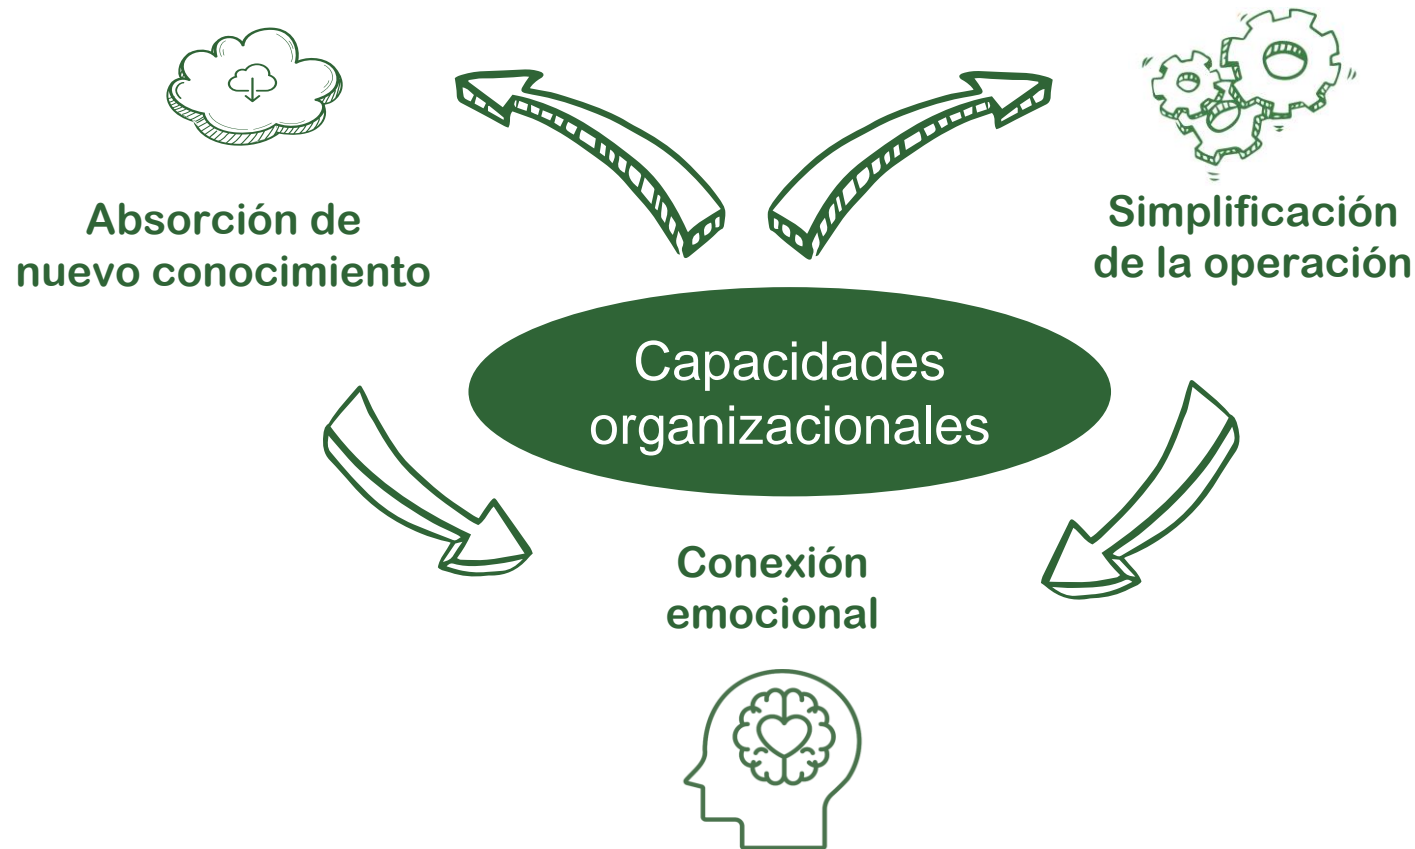 Absorción de
nuevo conocimiento
Simplificación
de la operación
Capacidades
organizacionales
Conexión
emocional